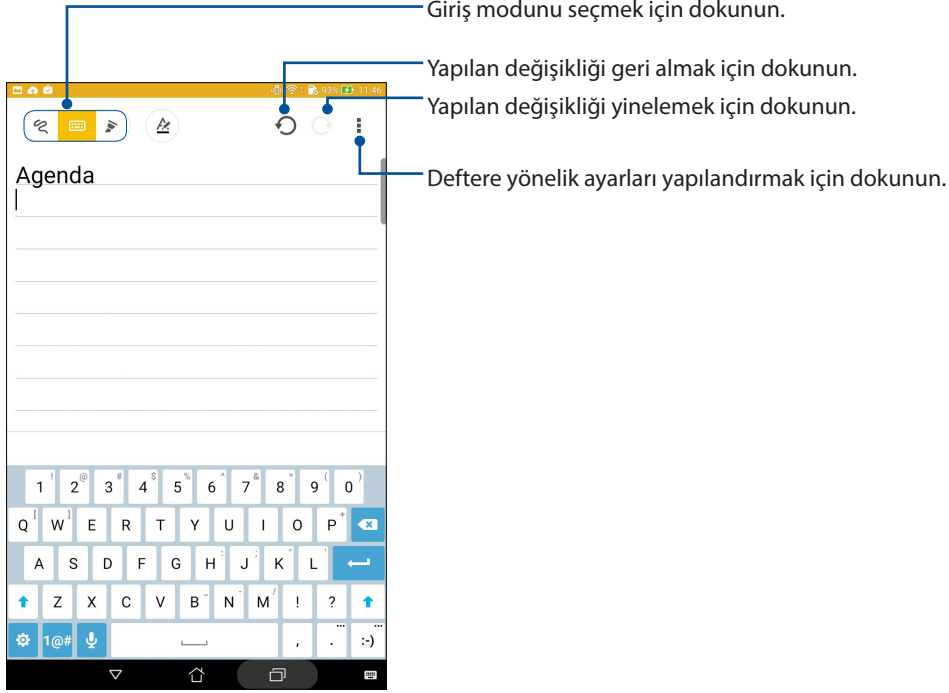 Giriş modunu seçmek için dokunun.
Yapılan değişikliği geri almak için dokunun.
Yapılan değişikliği yinelemek için dokunun.
Deftere yönelik ayarları yapılandırmak için dokunun.
93% 11:46
Agenda
! @ # $ % ^ & * ( )
1 2 3 4 5 6 7 8 9 0
[ ] +
Q W E R T Y U I O P
: ; " '
A S D F G H J K L
_ - /
Z X C V B N M ! ?
... ...
1@# , . :-)